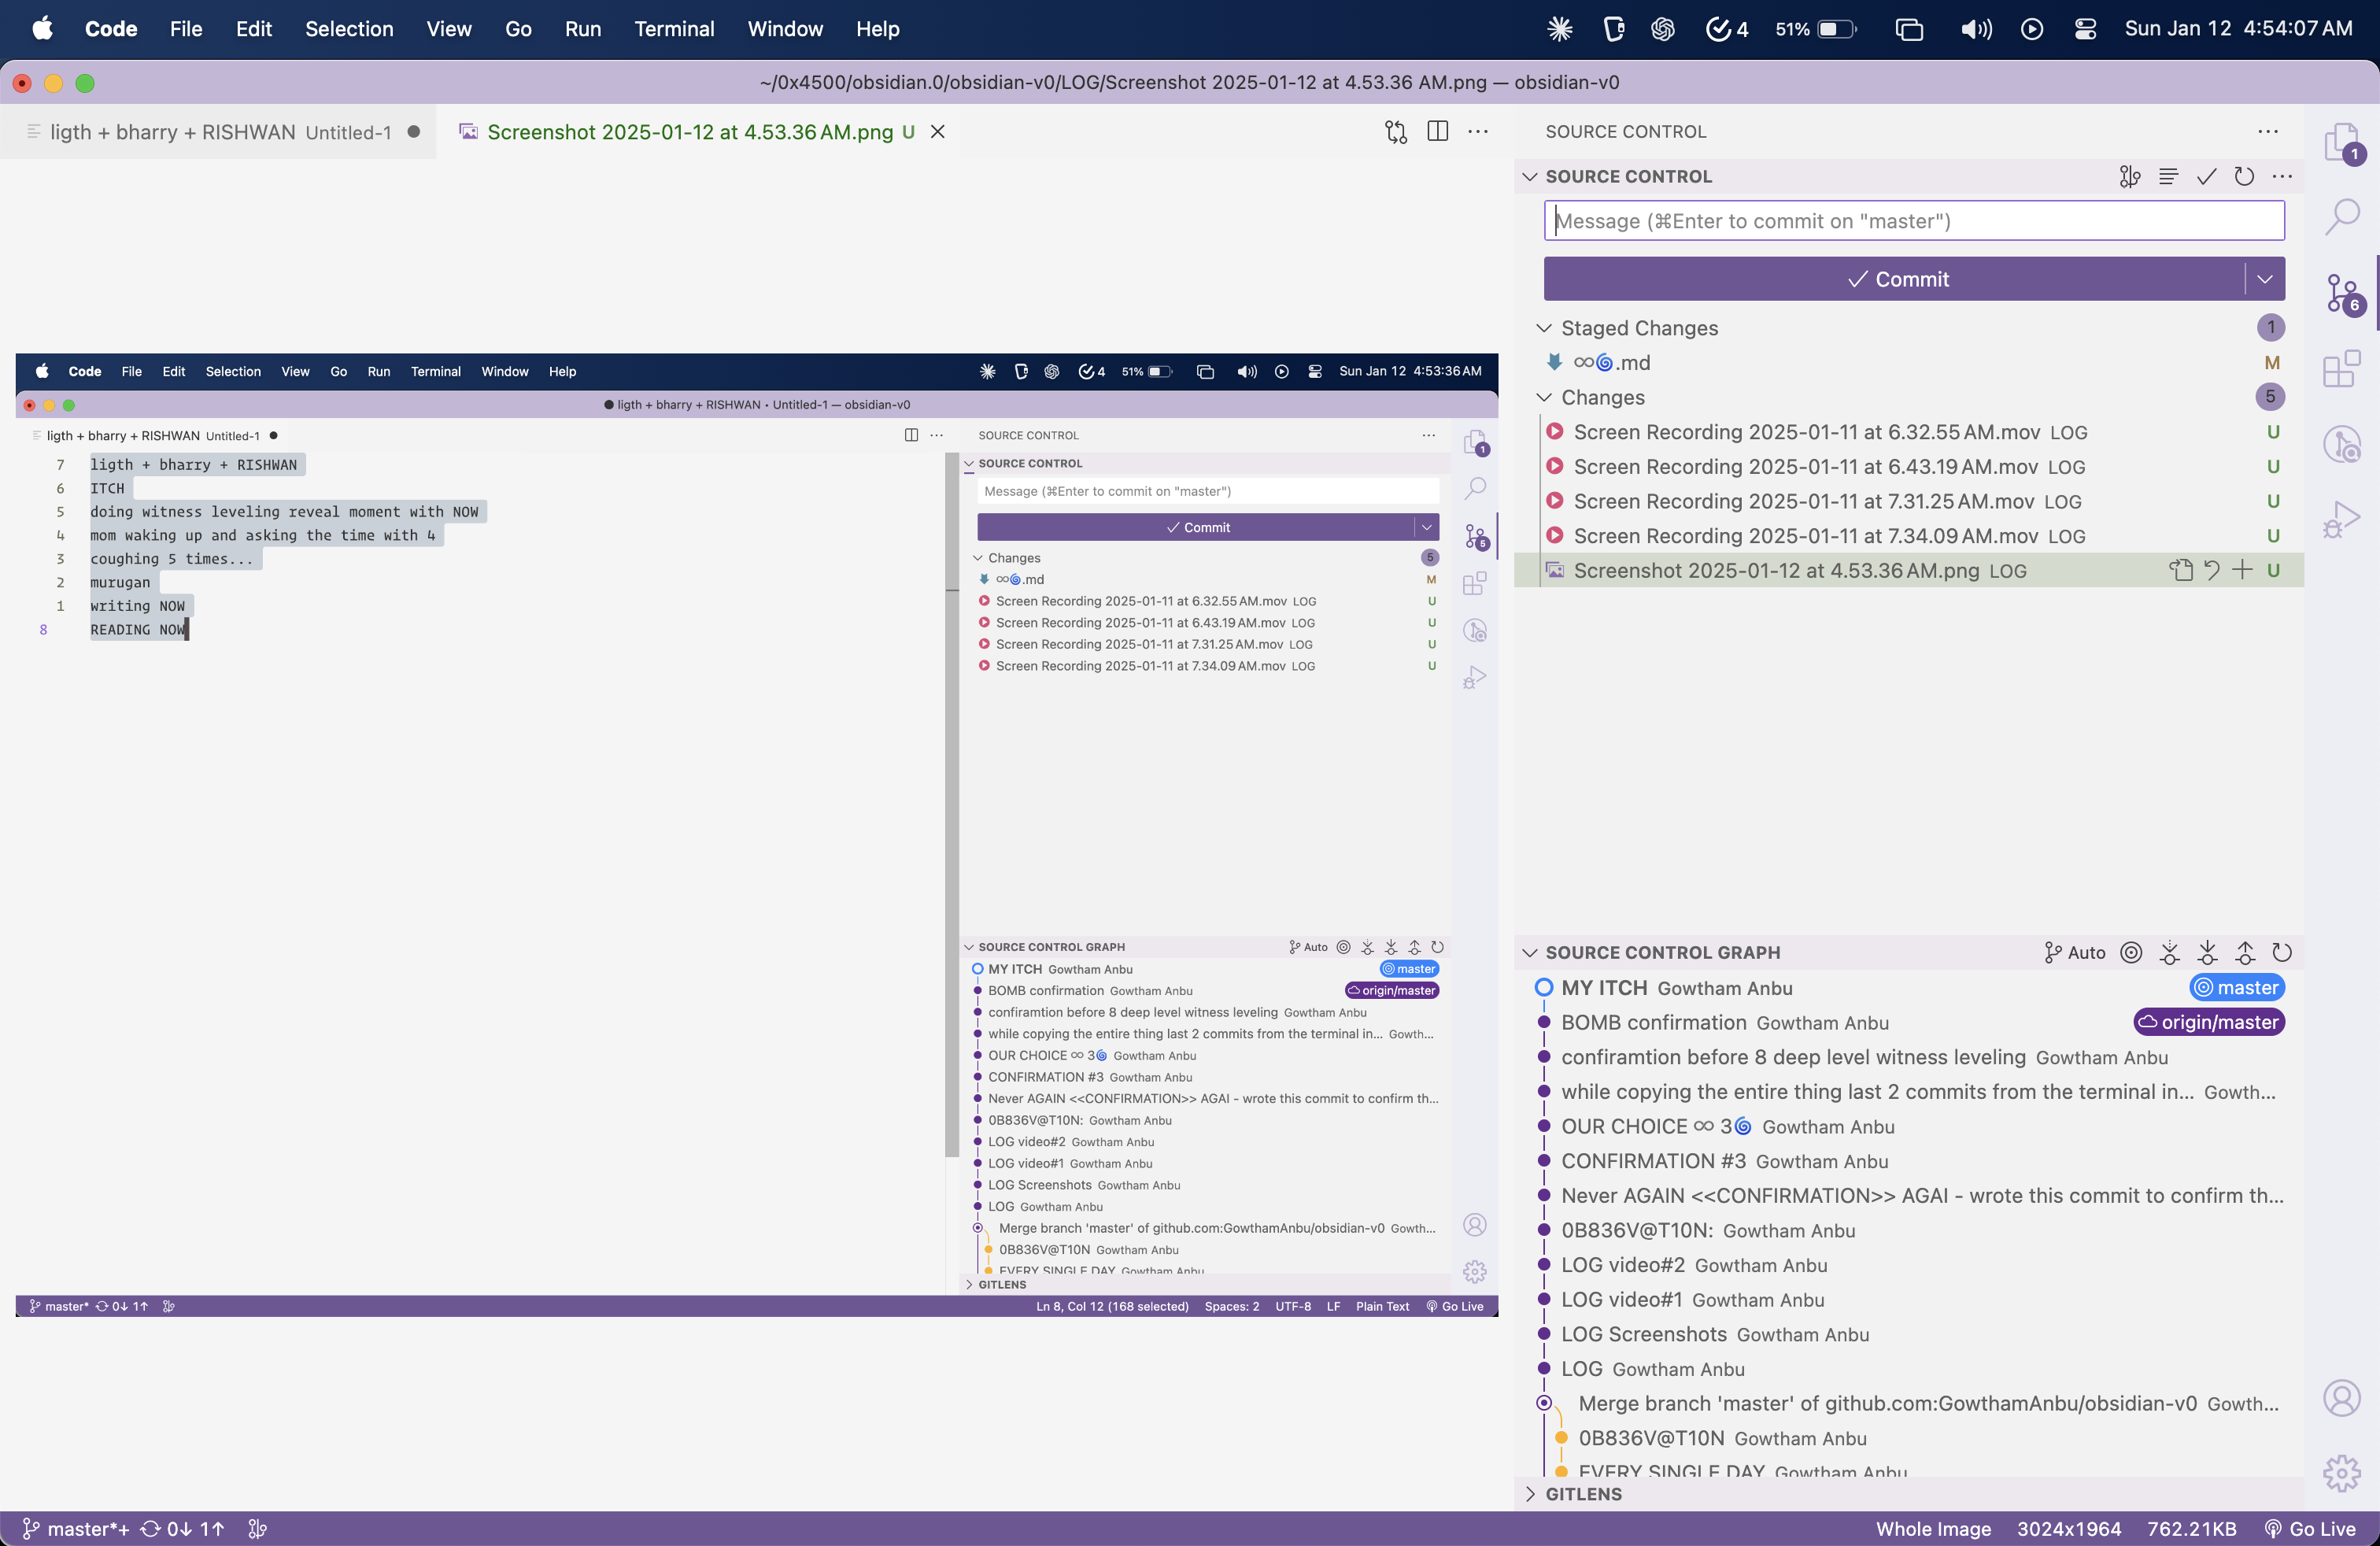 Code File Edit Selection View Go Run Terminal Window Help 4 51% Sun Jan 12 4:54:07 AM
~/0x4500/obsidian.0/obsidian-v0/LOG/Screenshot 2025-01-12 at 4.53.36 AM.png — obsidian-v0
ligth + bharry + RISHWAN Untitled-1 ●
Screenshot 2025-01-12 at 4.53.36 AM.png U
Code File Edit Selection View Go Run Terminal Window Help 4 51% Sun Jan 12 4:53:36 AM
● ligth + bharry + RISHWAN • Untitled-1 — obsidian-v0
ligth + bharry + RISHWAN Untitled-1 ●
7 ligth + bharry + RISHWAN
6 ITCH
5 doing witness leveling reveal moment with NOW
4 mom waking up and asking the time with 4
3 coughing 5 times...
2 murugan
1 writing NOW
8 READING NOW
SOURCE CONTROL
SOURCE CONTROL
Message (⌘Enter to commit on "master")
Commit
Changes 5
∞🌀.md M
Screen Recording 2025-01-11 at 6.32.55 AM.mov LOG U
Screen Recording 2025-01-11 at 6.43.19 AM.mov LOG U
Screen Recording 2025-01-11 at 7.31.25 AM.mov LOG U
Screen Recording 2025-01-11 at 7.34.09 AM.mov LOG U
1
5
SOURCE CONTROL GRAPH Auto
MY ITCH Gowtham Anbu master
BOMB confirmation Gowtham Anbu origin/master
confiramtion before 8 deep level witness leveling Gowtham Anbu
while copying the entire thing last 2 commits from the terminal in... Gowth...
OUR CHOICE ∞ 3🌀 Gowtham Anbu
CONFIRMATION #3 Gowtham Anbu
Never AGAIN <<CONFIRMATION>> AGAI - wrote this commit to confirm th...
0B836V@T10N: Gowtham Anbu
LOG video#2 Gowtham Anbu
LOG video#1 Gowtham Anbu
LOG Screenshots Gowtham Anbu
LOG Gowtham Anbu
Merge branch 'master' of github.com:GowthamAnbu/obsidian-v0 Gowth...
0B836V@T10N Gowtham Anbu
EVERY SINGLE DAY Gowtham Anbu
GITLENS
master* 0↓ 1↑ Ln 8, Col 12 (168 selected) Spaces: 2 UTF-8 LF Plain Text Go Live
SOURCE CONTROL
SOURCE CONTROL
Message (⌘Enter to commit on "master")
Commit
Staged Changes 1
∞🌀.md M
Changes 5
Screen Recording 2025-01-11 at 6.32.55 AM.mov LOG U
Screen Recording 2025-01-11 at 6.43.19 AM.mov LOG U
Screen Recording 2025-01-11 at 7.31.25 AM.mov LOG U
Screen Recording 2025-01-11 at 7.34.09 AM.mov LOG U
Screenshot 2025-01-12 at 4.53.36 AM.png LOG U
SOURCE CONTROL GRAPH Auto
MY ITCH Gowtham Anbu master
BOMB confirmation Gowtham Anbu origin/master
confiramtion before 8 deep level witness leveling Gowtham Anbu
while copying the entire thing last 2 commits from the terminal in... Gowth...
OUR CHOICE ∞ 3🌀 Gowtham Anbu
CONFIRMATION #3 Gowtham Anbu
Never AGAIN <<CONFIRMATION>> AGAI - wrote this commit to confirm th...
0B836V@T10N: Gowtham Anbu
LOG video#2 Gowtham Anbu
LOG video#1 Gowtham Anbu
LOG Screenshots Gowtham Anbu
LOG Gowtham Anbu
Merge branch 'master' of github.com:GowthamAnbu/obsidian-v0 Gowth...
0B836V@T10N Gowtham Anbu
EVERY SINGLE DAY Gowtham Anbu
GITLENS
1
6
master*+ 0↓ 1↑ Whole Image 3024x1964 762.21KB Go Live